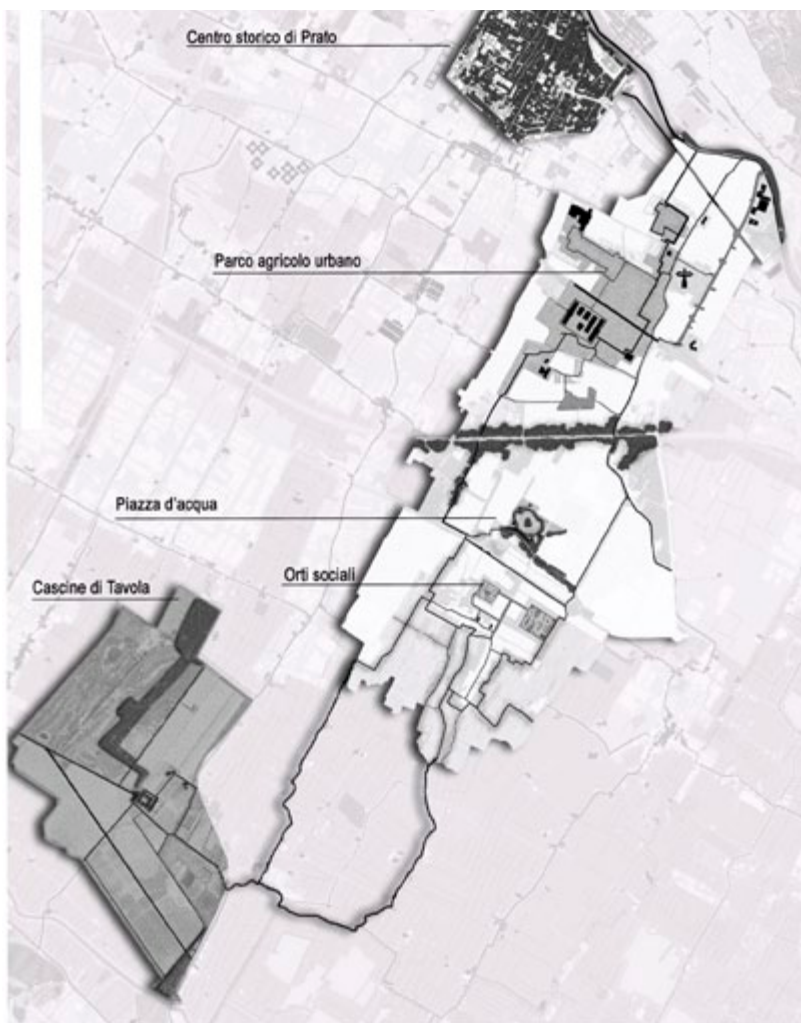 Centro storico di Prato
Parco agricolo urbano
Piazza d'acqua
Orti sociali
Cascine di Tavola